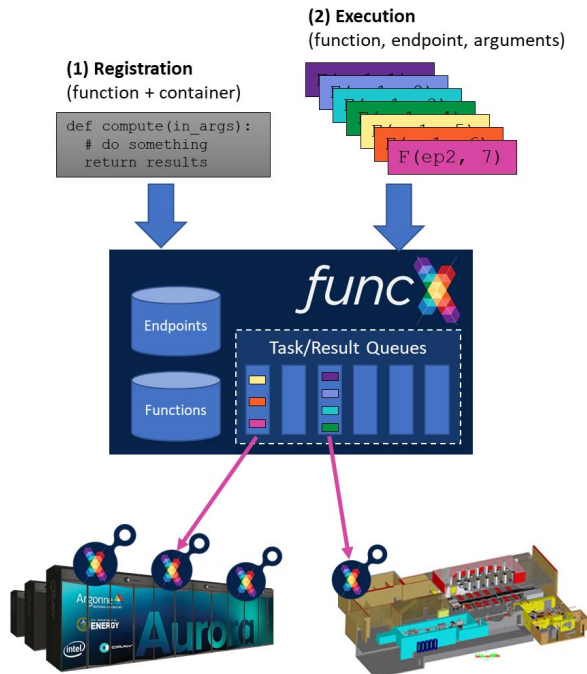 (1) Registration
(function + container)
def compute(in_args):
# do something
return results
(2) Execution
(function, endpoint, arguments)
F(ep2, 7)
funcX
Endpoints
Functions
Task/Result Queues
Argonne
ENERGY
intel
CRAY
Aurora